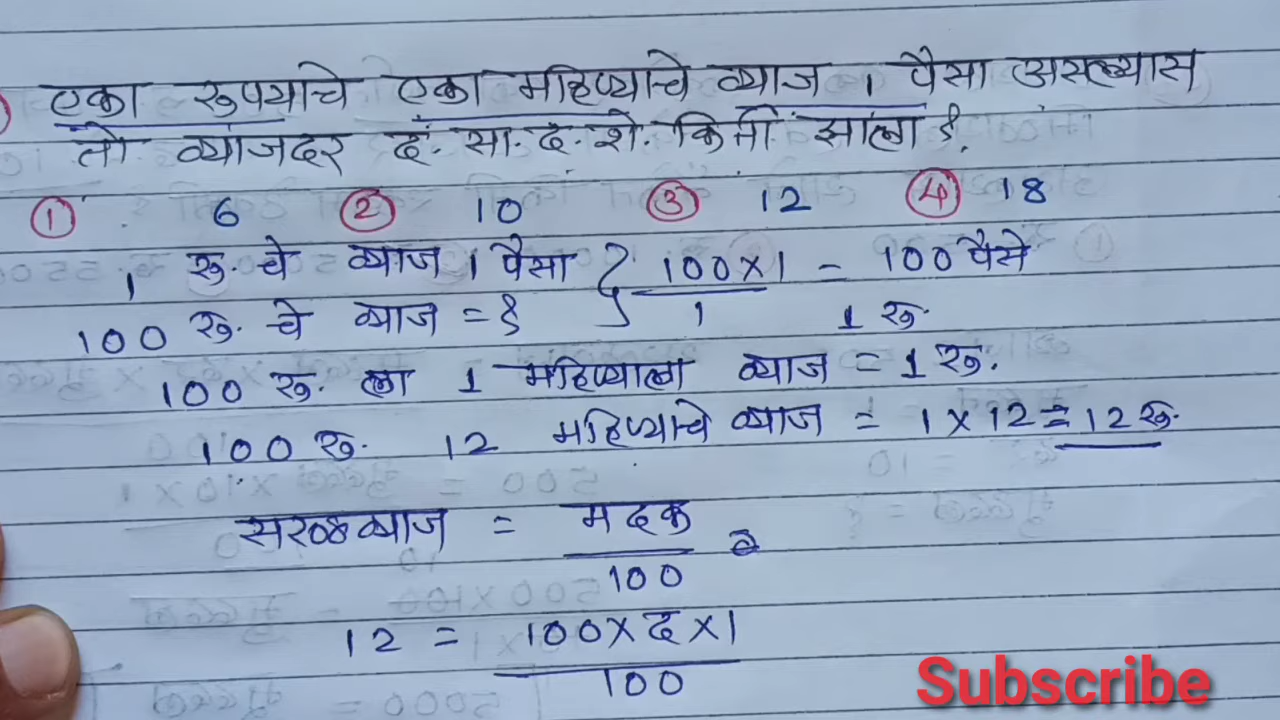 एका रुपयाचे एका महिण्याचे व्याज 1 पैसा असल्यास
तो व्याजदर द. सा. द. शे. किती झाला ?
① 6 ② 10 ③ 12 ④ 18
1 रु. चे व्याज 1 पैसा } 100 x 1 = 100 पैसे
100 रु. चे व्याज = ? 1 1 रु.
100 रु. ला 1 महिण्याला व्याज = 1 रु.
100 रु. 12 महिण्याचे व्याज = 1 x 12 = 12 रु.
सरळव्याज = म द क
100
12 = 100 x द x 1
100
Subscribe